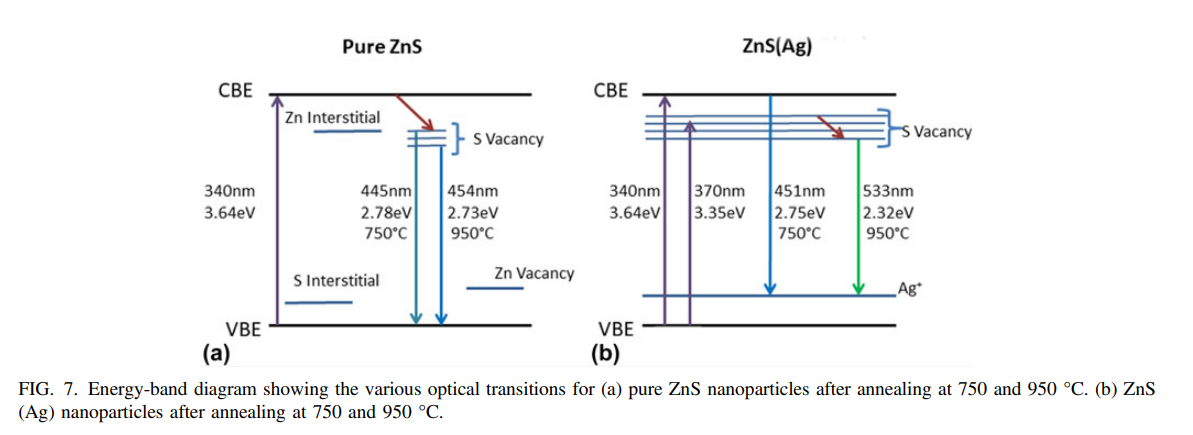 Pure ZnS
CBE
Zn Interstitial
S Vacancy
340nm
3.64eV
445nm
2.78eV
750°C
454nm
2.73eV
950°C
S Interstitial
Zn Vacancy
VBE
(a)
ZnS(Ag)
CBE
S Vacancy
340nm
3.64eV
370nm
3.35eV
451nm
2.75eV
750°C
533nm
2.32eV
950°C
Ag⁺
VBE
(b)
FIG. 7. Energy-band diagram showing the various optical transitions for (a) pure ZnS nanoparticles after annealing at 750 and 950 °C. (b) ZnS
(Ag) nanoparticles after annealing at 750 and 950 °C.